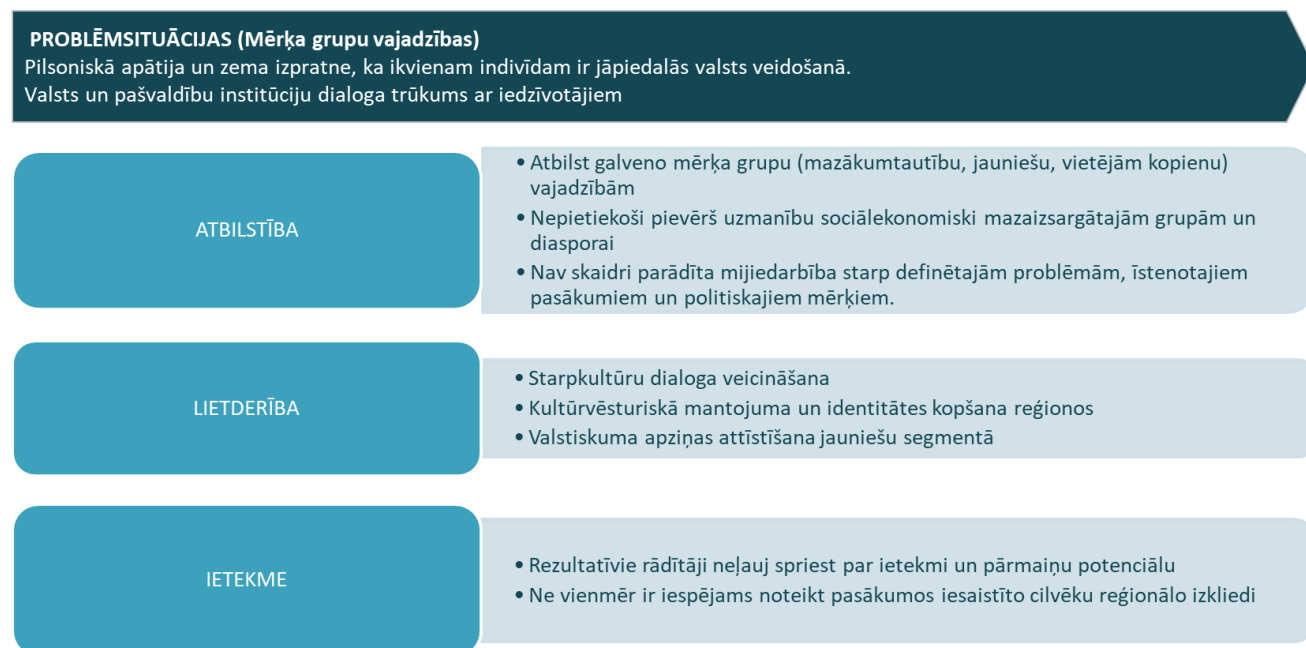 PROBLĒMSITUĀCIJAS (Mērķa grupu vajadzības)
Pilsoniskā apātija un zema izpratne, ka ikvienam indivīdam ir jāpiedalās valsts veidošanā.
Valsts un pašvaldību institūciju dialoga trūkums ar iedzīvotājiem
ATBILSTĪBA
• Atbilst galveno mērķa grupu (mazākumtautību, jauniešu, vietējām kopienu)
vajadzībām
• Nepietiekoši pievērš uzmanību sociālekonomiski mazaizsargātajām grupām un
diasporai
• Nav skaidri parādīta mijiedarbība starp definētajām problēmām, īstenotajiem
pasākumiem un politiskajiem mērķiem.
LIETDERĪBA
• Starpkultūru dialoga veicināšana
• Kultūrvēsturiskā mantojuma un identitātes kopšana reģionos
• Valstiskuma apziņas attīstīšana jauniešu segmentā
IETEKME
• Rezultatīvie rādītāji neļauj spriest par ietekmi un pārmaiņu potenciālu
• Ne vienmēr ir iespējams noteikt pasākumos iesaistīto cilvēku reģionālo izkliedi